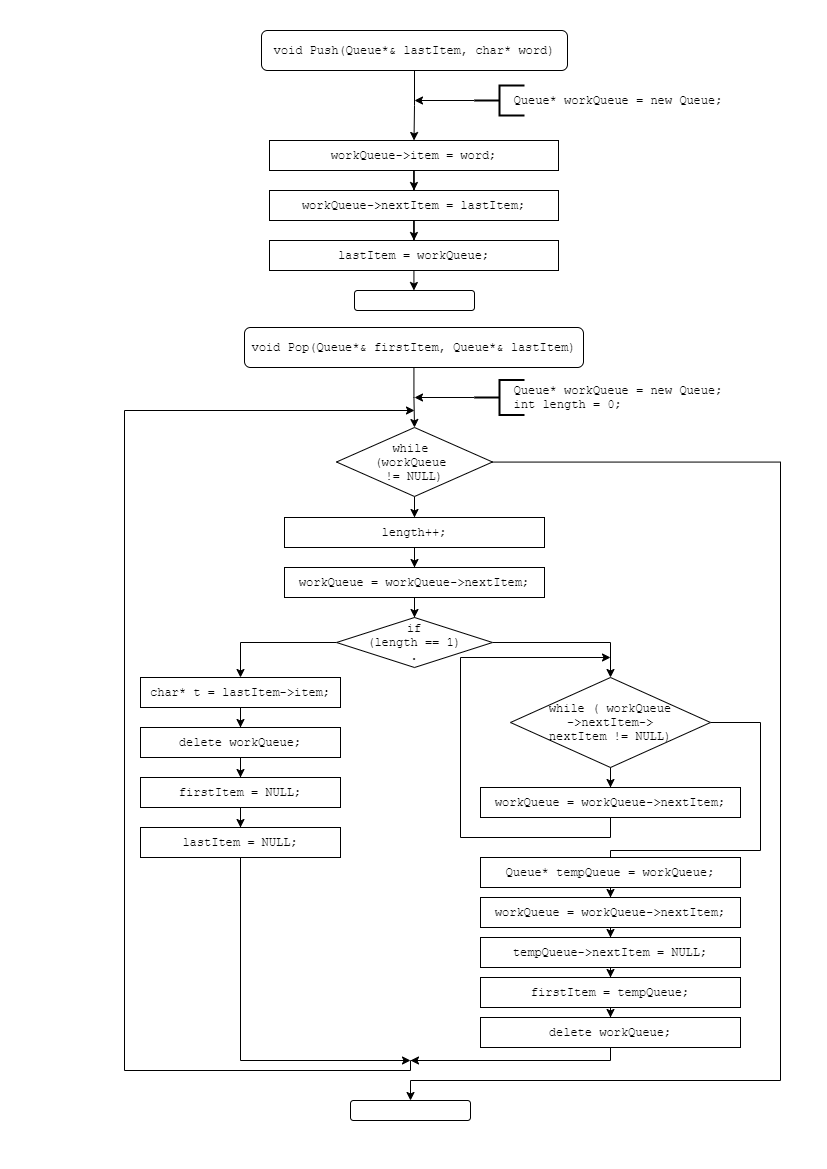 void Push(Queue*& lastItem, char* word)
Queue* workQueue = new Queue;
workQueue->item = word;
workQueue->nextItem = lastItem;
lastItem = workQueue;
void Pop(Queue*& firstItem, Queue*& lastItem)
Queue* workQueue = new Queue;
int length = 0;
while
(workQueue
!= NULL)
length++;
workQueue = workQueue->nextItem;
if
(length == 1)
.
char* t = lastItem->item;
delete workQueue;
firstItem = NULL;
lastItem = NULL;
while ( workQueue
->nextItem->
nextItem != NULL)
workQueue = workQueue->nextItem;
Queue* tempQueue = workQueue;
workQueue = workQueue->nextItem;
tempQueue->nextItem = NULL;
firstItem = tempQueue;
delete workQueue;